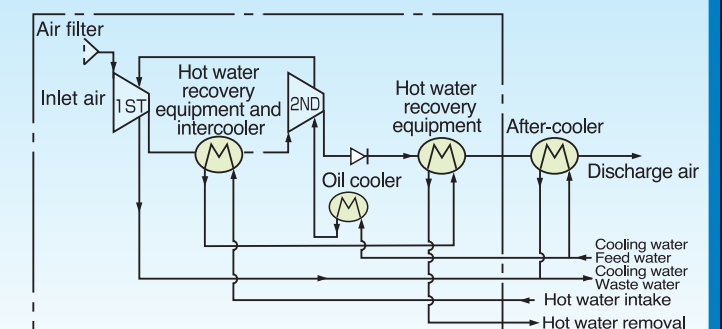 Air filter
Inlet air
1ST
Hot water
recovery
equipment and
intercooler
2ND
Hot water
recovery
equipment
After-cooler
Discharge air
Oil cooler
Cooling water
Feed water
Cooling water
Waste water
Hot water intake
Hot water removal